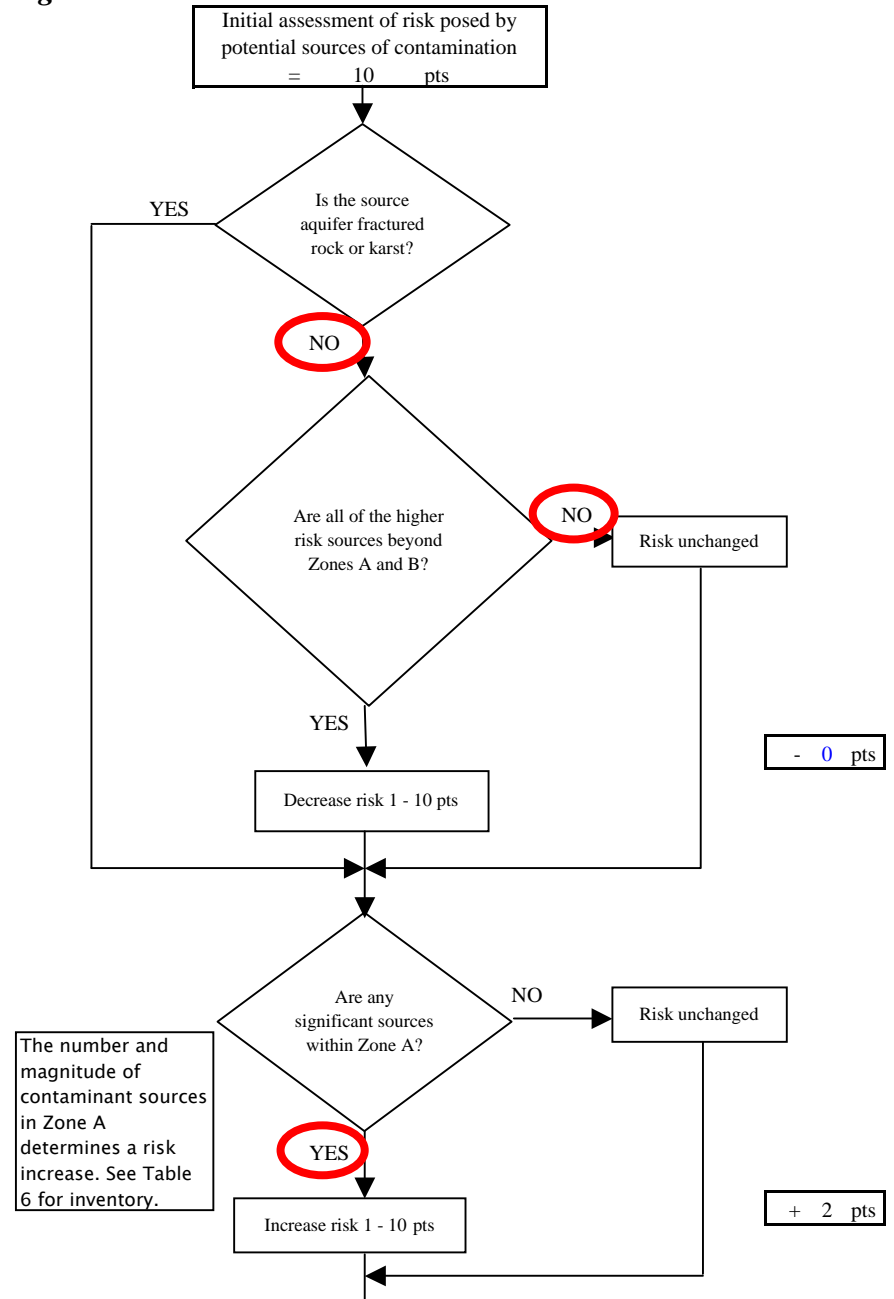 Initial assessment of risk posed by
potential sources of contamination
= 10 pts
YES
Is the source
aquifer fractured
rock or karst?
NO
Are all of the higher
risk sources beyond
Zones A and B?
NO
Risk unchanged
YES
- 0 pts
Decrease risk 1 - 10 pts
Are any
significant sources
within Zone A?
NO
Risk unchanged
The number and
magnitude of
contaminant sources
in Zone A
determines a risk
increase. See Table
6 for inventory.
YES
+ 2 pts
Increase risk 1 - 10 pts